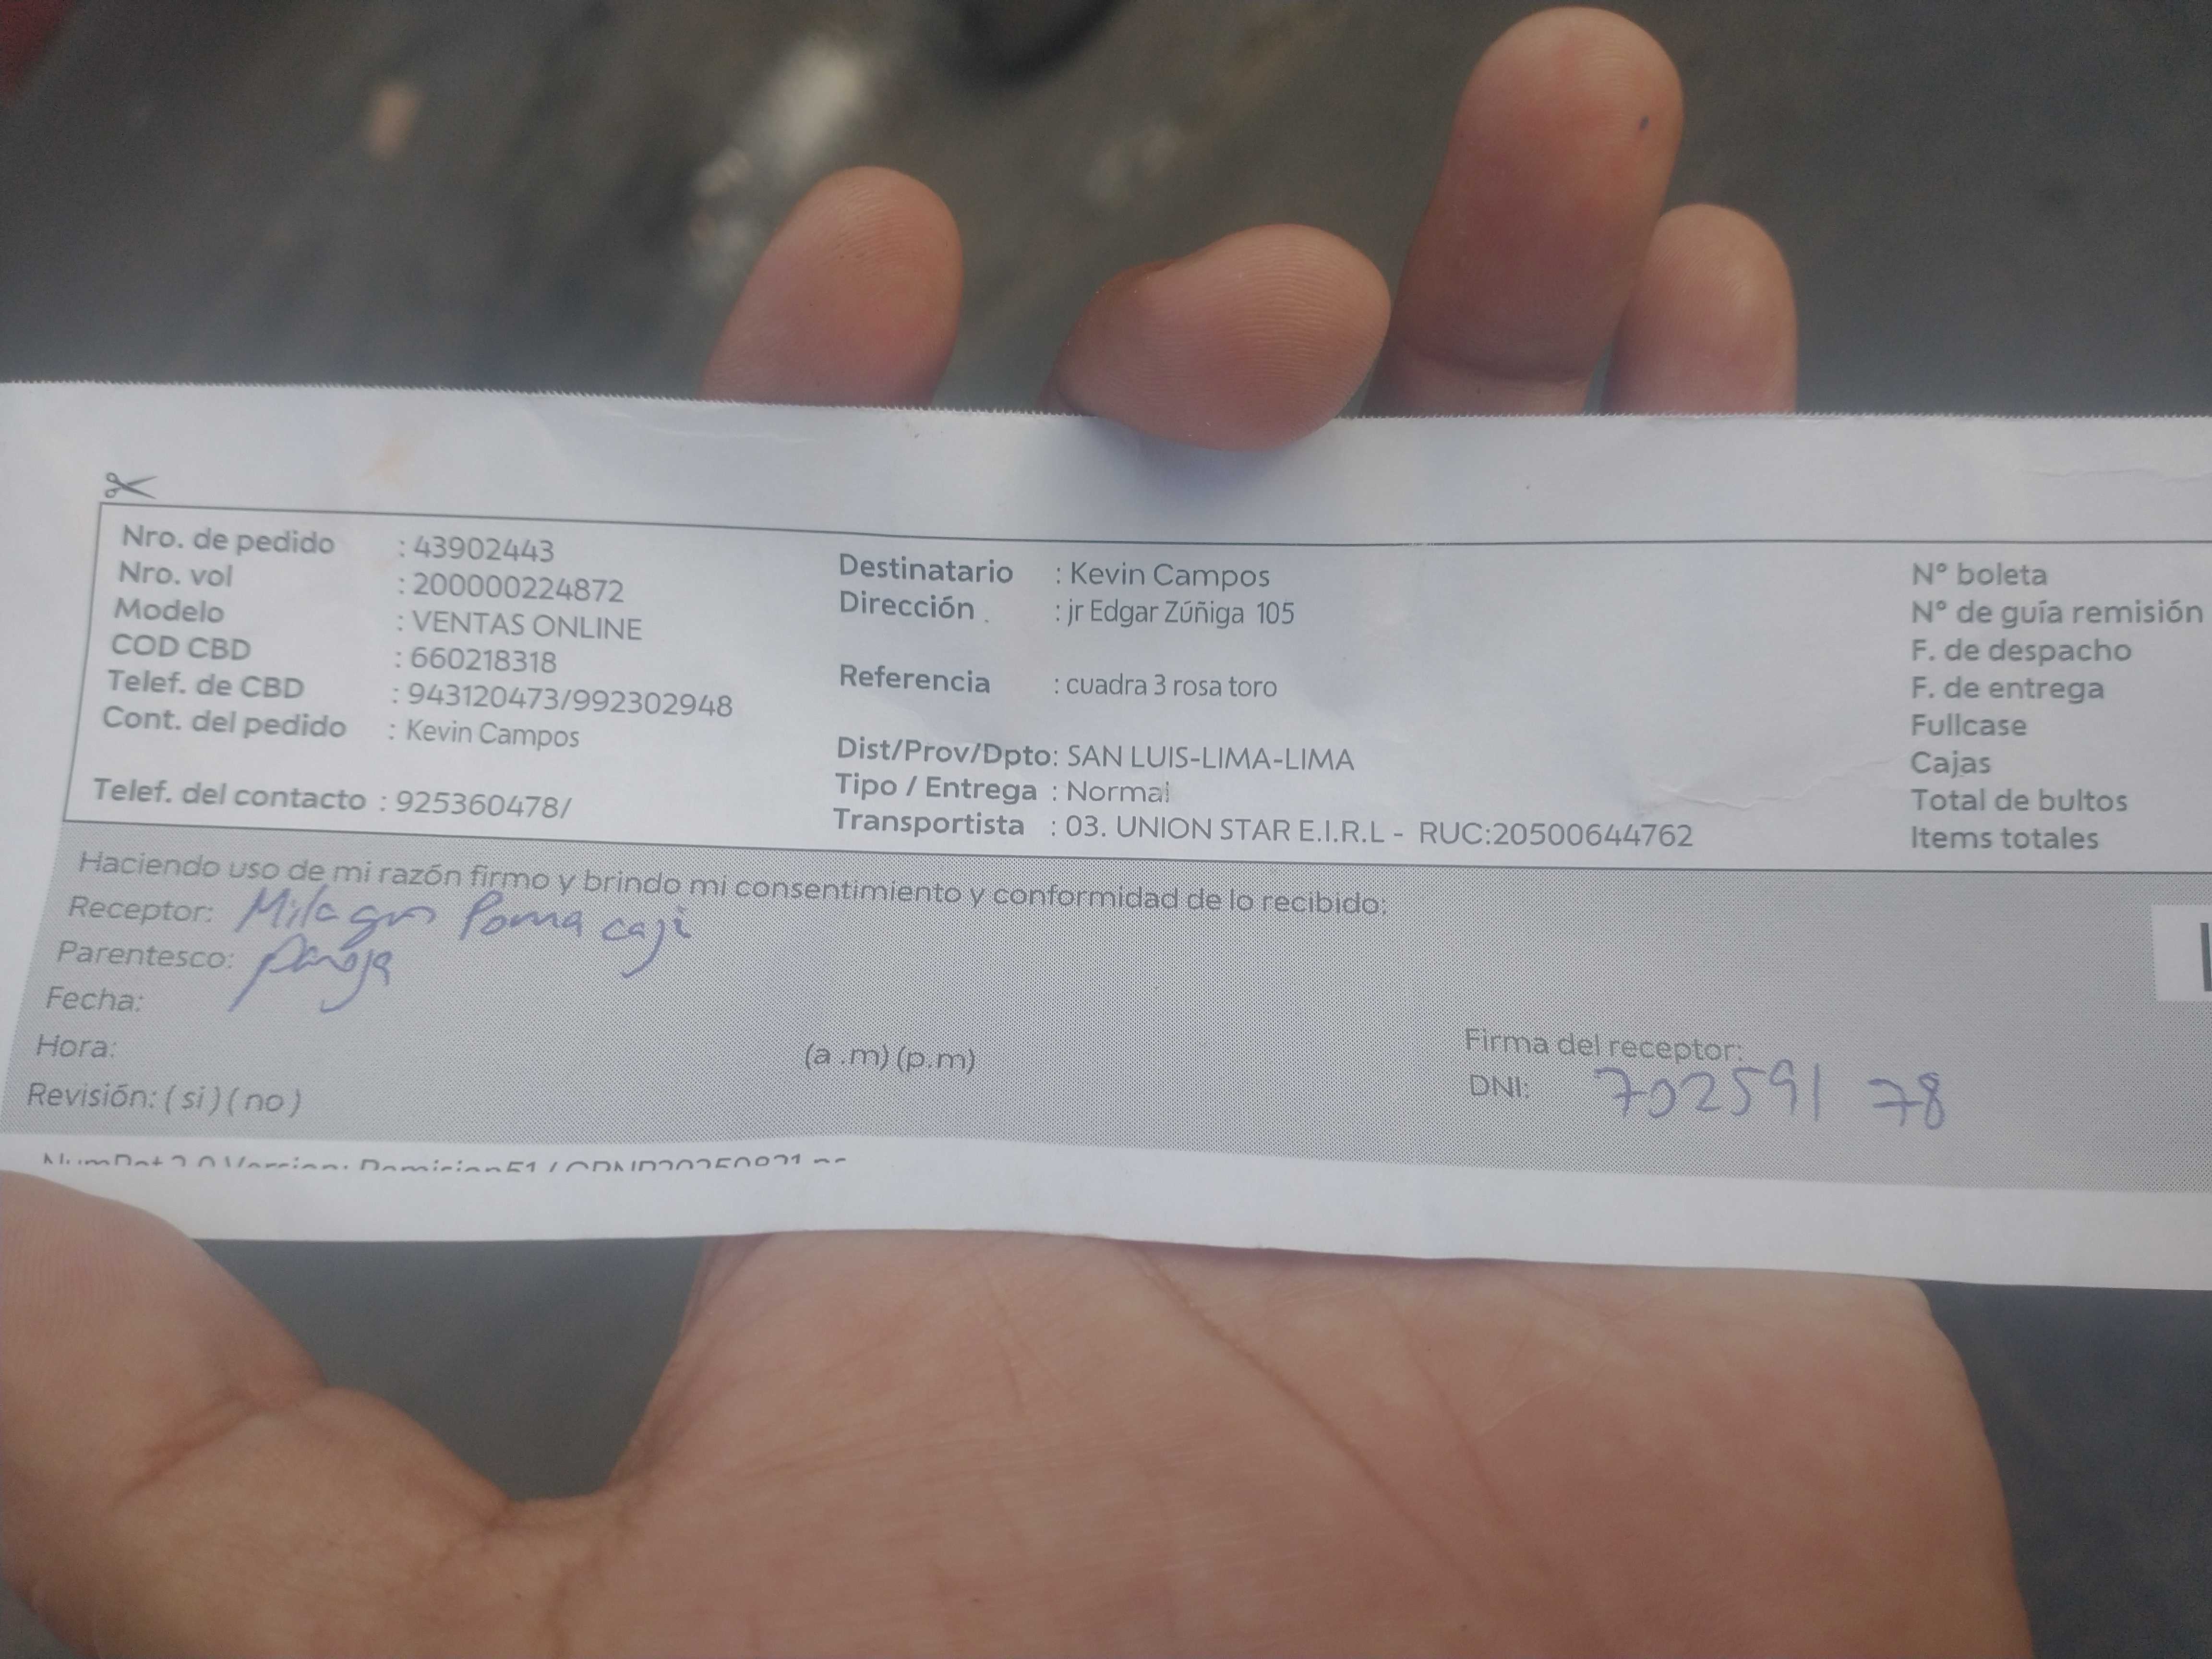 Nro. de pedido : 43902443
Nro. vol : 200000224872
Modelo : VENTAS ONLINE
COD CBD : 660218318
Telef. de CBD : 943120473/992302948
Cont. del pedido : Kevin Campos
Telef. del contacto : 925360478/
Destinatario : Kevin Campos
Dirección : jr Edgar Zúñiga 105
Referencia : cuadra 3 rosa toro
Dist/Prov/Dpto: SAN LUIS-LIMA-LIMA
Tipo / Entrega : Normal
Transportista : 03. UNION STAR E.I.R.L - RUC:20500644762
N° boleta
N° de guía remisión
F. de despacho
F. de entrega
Fullcase
Cajas
Total de bultos
Items totales
Haciendo uso de mi razón firmo y brindo mi consentimiento y conformidad de lo recibido:
Receptor: Milagros Poma caji
Parentesco: pareja
Fecha:
Hora: (a .m) (p.m)
Revisión: ( si ) ( no )
Firma del receptor:
DNI: 70259178